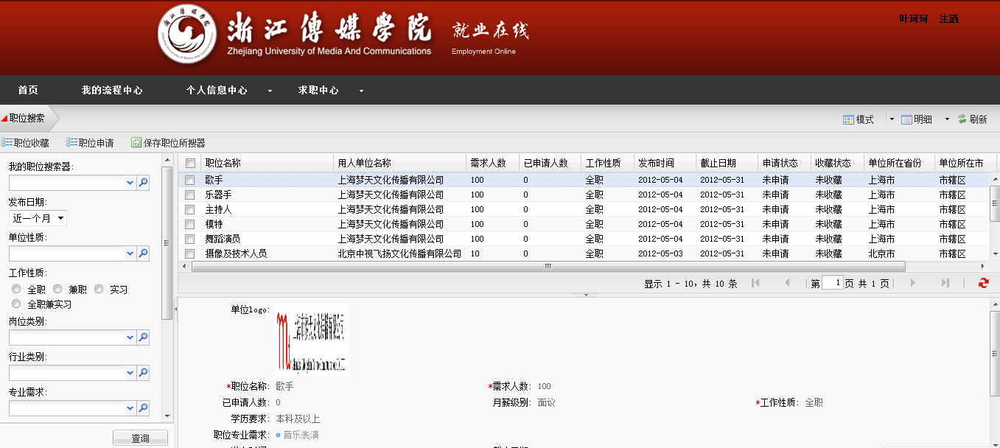 浙江傳媒學院 就业在线 叶珂珂 注销
Zhejiang University of Media And Communications Employment Online
首页 我的流程中心 个人信息中心 求职中心
职位搜索 模式 明细 刷新
职位收藏 职位申请 保存职位所搜器
我的职位搜索器:
发布日期:
近一个月
单位性质:
工作性质:
全职 兼职 实习
全职兼实习
岗位类别:
行业类别:
专业需求:
查询
职位名称 用人单位名称 需求人数 已申请人数 工作性质 发布时间 截止日期 申请状态 收藏状态 单位所在省份 单位所在市
歌手 上海梦天文化传播有限公司 100 0 全职 2012-05-04 2012-05-31 未申请 未收藏 上海市 市辖区
乐器手 上海梦天文化传播有限公司 100 0 全职 2012-05-04 2012-05-31 未申请 未收藏 上海市 市辖区
主持人 上海梦天文化传播有限公司 100 0 全职 2012-05-04 2012-05-31 未申请 未收藏 上海市 市辖区
模特 上海梦天文化传播有限公司 100 0 全职 2012-05-04 2012-05-31 未申请 未收藏 上海市 市辖区
舞蹈演员 上海梦天文化传播有限公司 100 0 全职 2012-05-04 2012-05-31 未申请 未收藏 上海市 市辖区
摄像及技术人员 北京中视飞扬文化传播有限公司 10 0 全职 2012-05-03 2012-05-31 未申请 未收藏 北京市 市辖区
显示 1 - 10，共 10 条 第 1 页 共 1 页
单位logo:
上海市梦天文化传播有限公司
*职位名称: 歌手 *需求人数: 100
已申请人数: 0 月薪级别: 面议 *工作性质: 全职
学历要求: 本科及以上
职位专业需求: 音乐表演